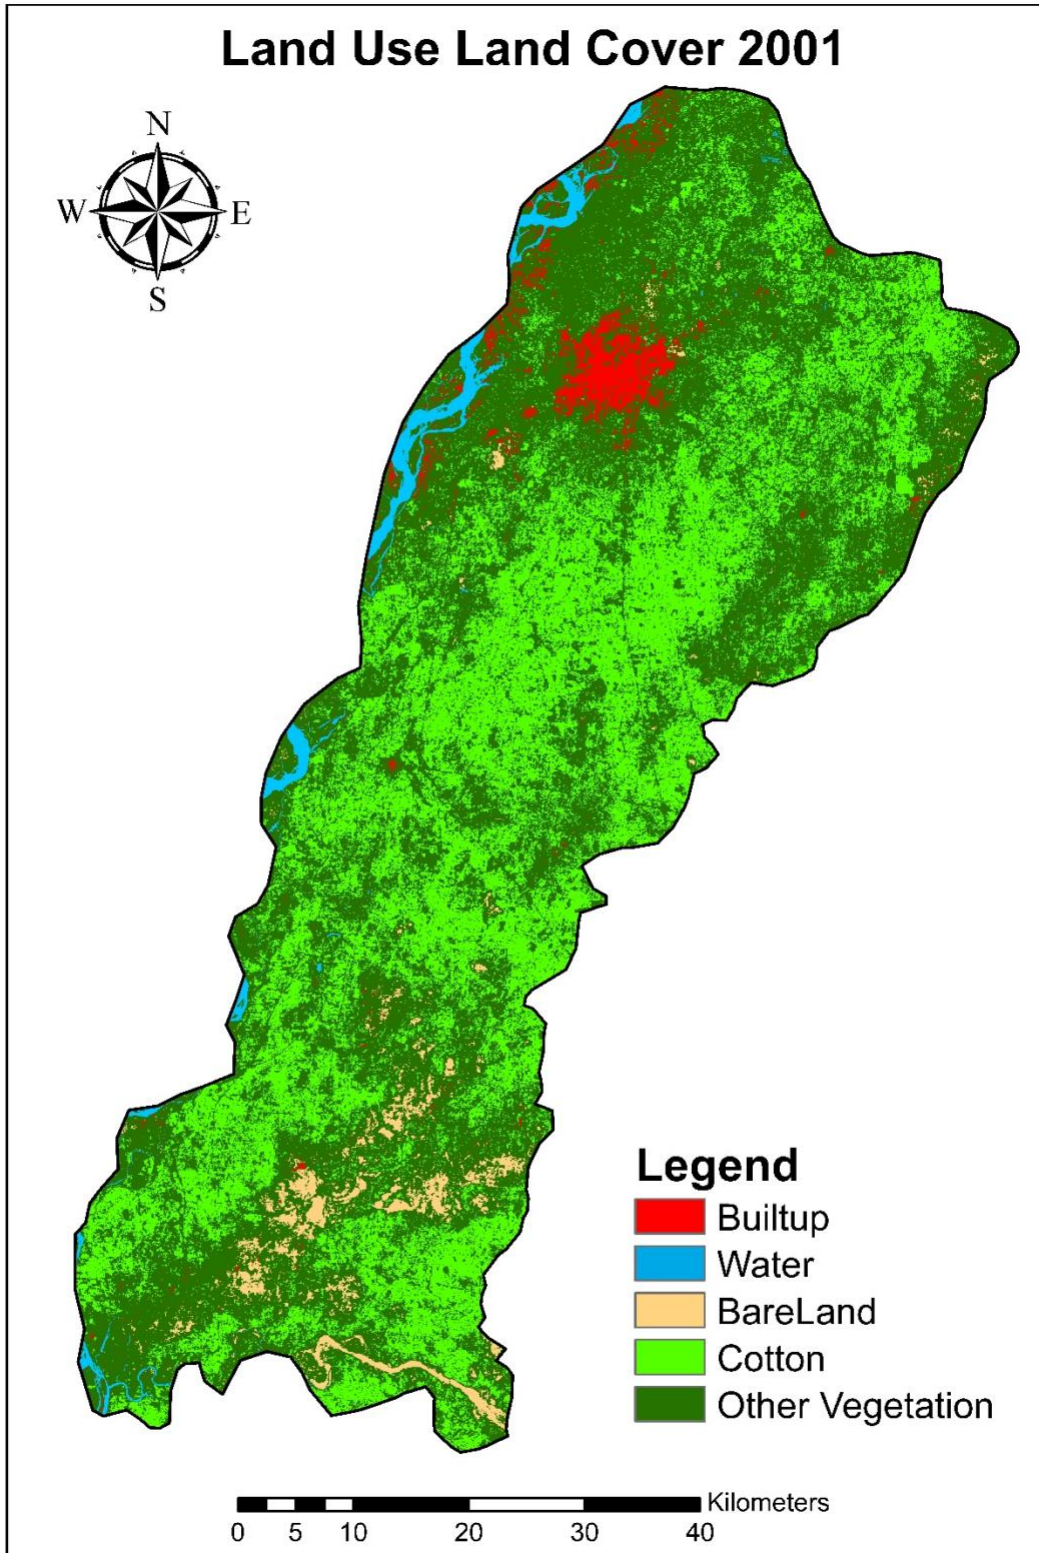 Land Use Land Cover 2001
N
W
E
S
Legend
Builtup
Water
BareLand
Cotton
Other Vegetation
Kilometers
0 5 10 20 30 40